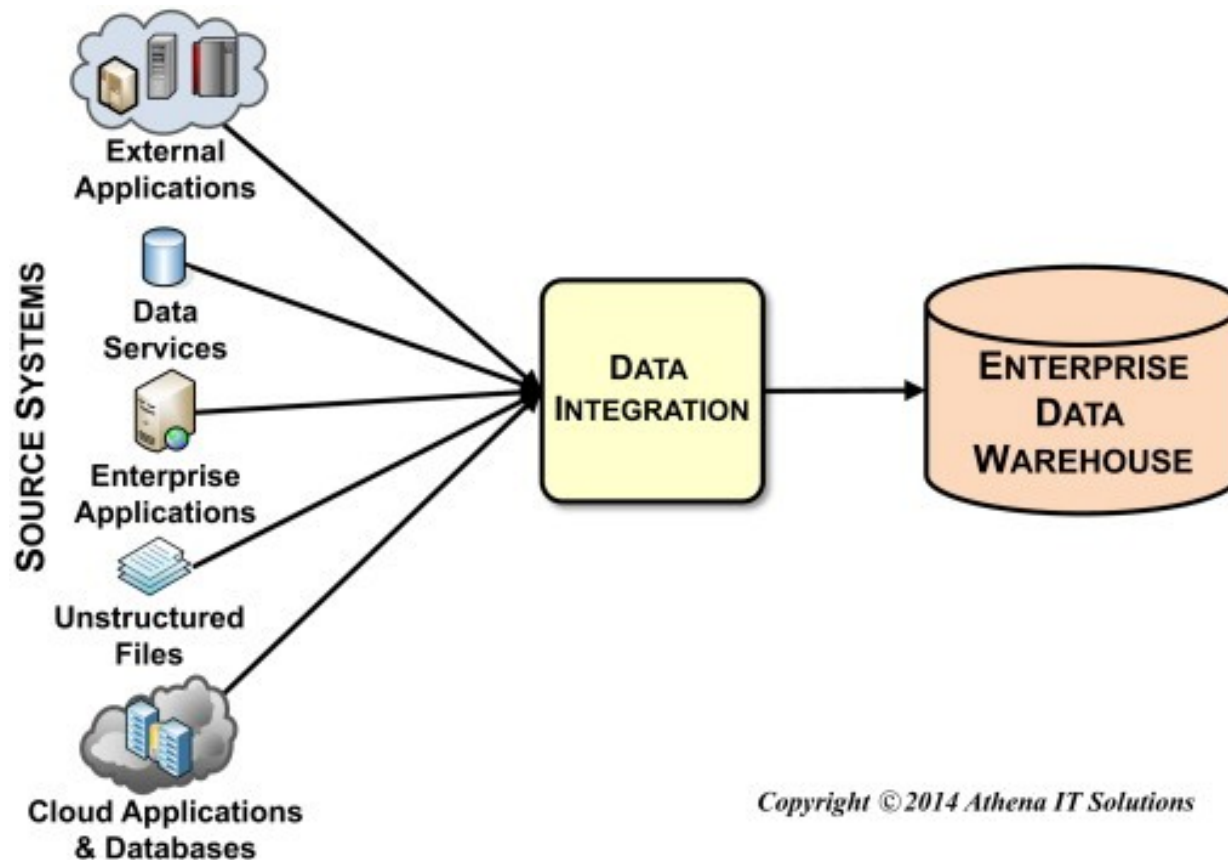 External
Applications
Data
Services
Enterprise
Applications
Unstructured
Files
Cloud Applications
& Databases
SOURCE SYSTEMS
DATA
INTEGRATION
ENTERPRISE
DATA
WAREHOUSE
Copyright © 2014 Athena IT Solutions